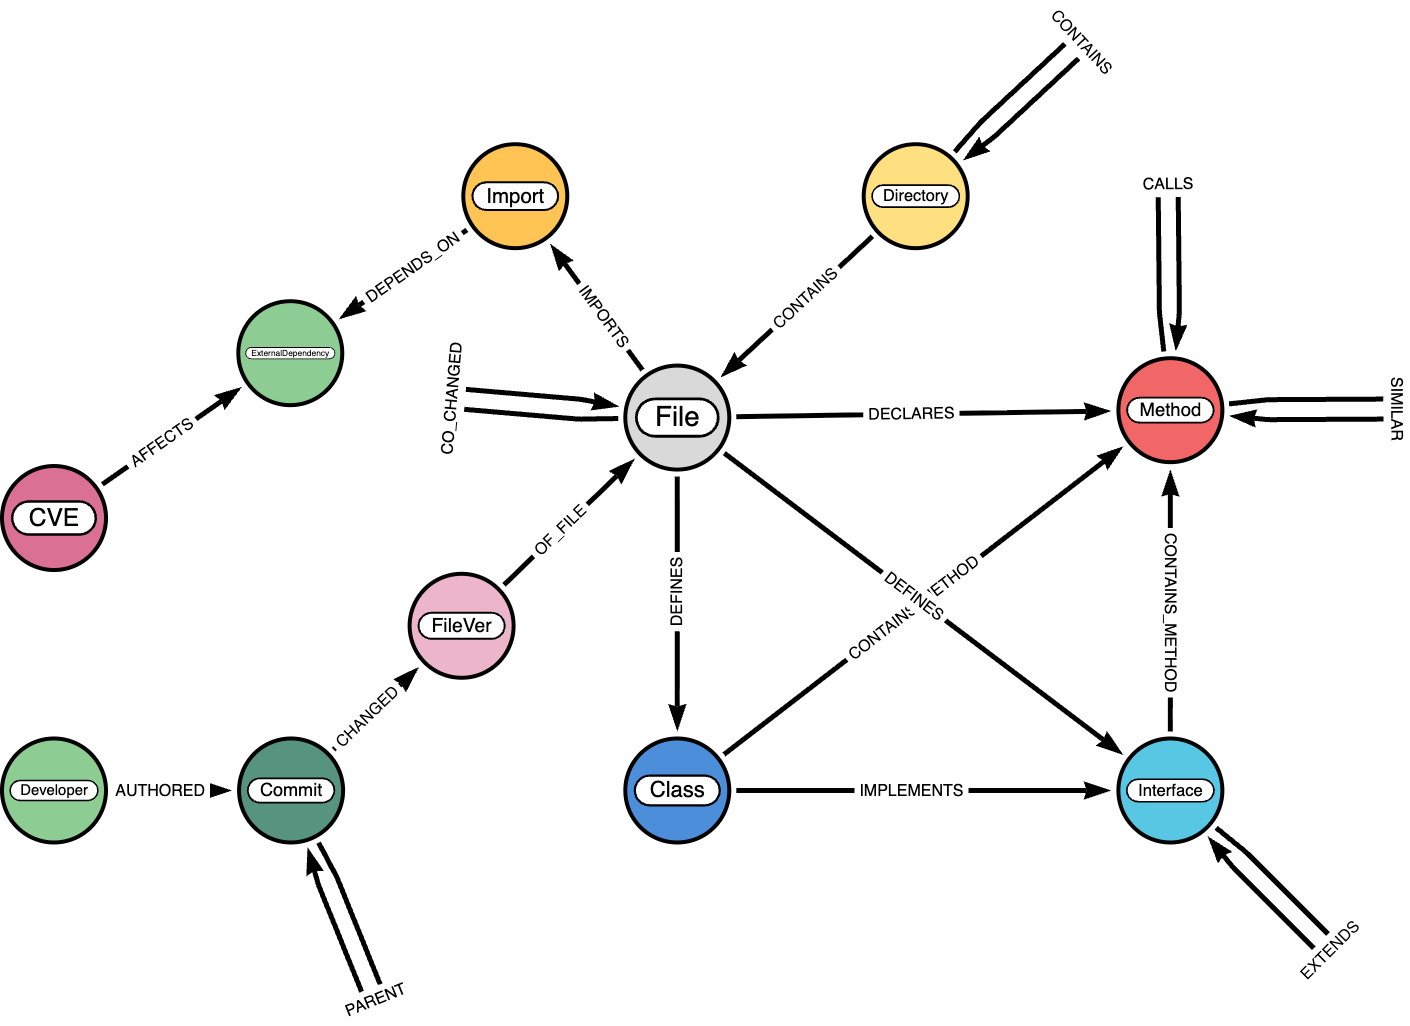 CONTAINS
CALLS
Import
Directory
DEPENDS_ON
IMPORTS
CONTAINS
ExternalDependency
CO_CHANGED
File
DECLARES
Method
SIMILAR
AFFECTS
CVE
OF_FILE
DEFINES
DEFINES
CONTAINS_METHOD
CONTAINS_METHOD
FileVer
CHANGED
Developer
AUTHORED
Commit
Class
IMPLEMENTS
Interface
EXTENDS
PARENT